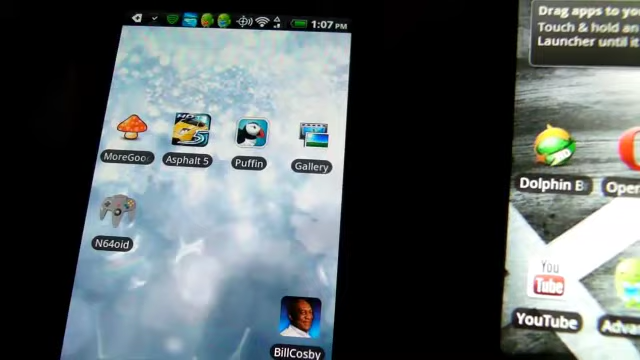 1:07 PM
MoreGoo
Asphalt 5
Puffin
Gallery
N64oid
BillCosby
Drag apps to yo
Touch & hold an
Launcher until it
Dolphin B
Oper
You
Tube
YouTube
Adva